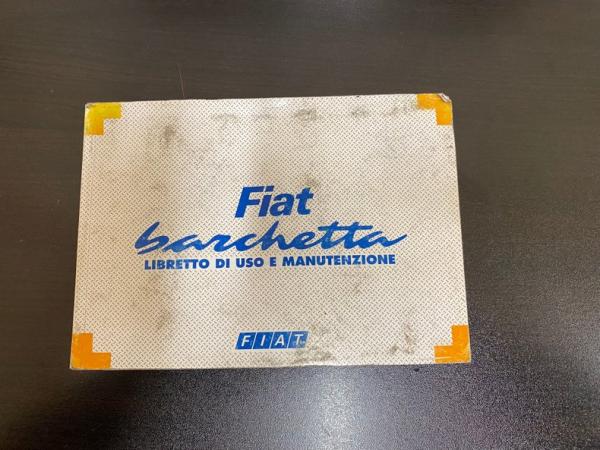 Fiat
barchetta
LIBRETTO DI USO E MANUTENZIONE
FIAT